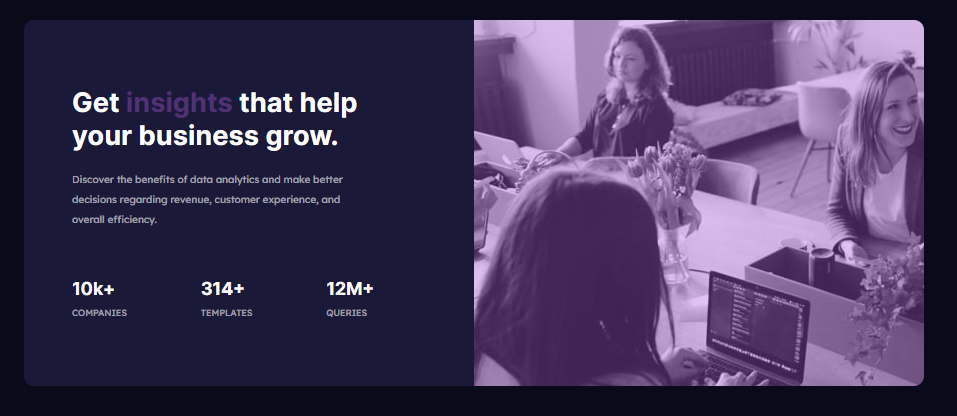 Get insights that help
your business grow.
Discover the benefits of data analytics and make better
decisions regarding revenue, customer experience, and
overall efficiency.
10k+ 314+ 12M+
COMPANIES TEMPLATES QUERIES